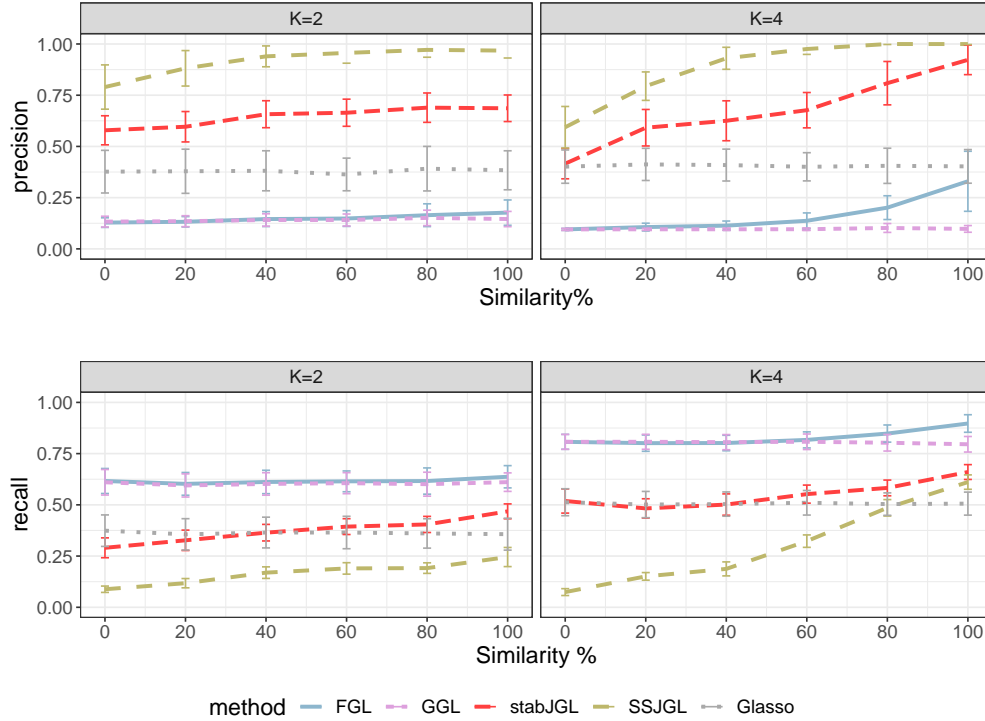 K=2 K=4
1.00
0.75
0.50
0.25
0.00
precision
0 20 40 60 80 100 0 20 40 60 80 100
Similarity%
K=2 K=4
1.00
0.75
0.50
0.25
0.00
recall
0 20 40 60 80 100 0 20 40 60 80 100
Similarity %
method FGL GGL stabJGL SSJGL Glasso